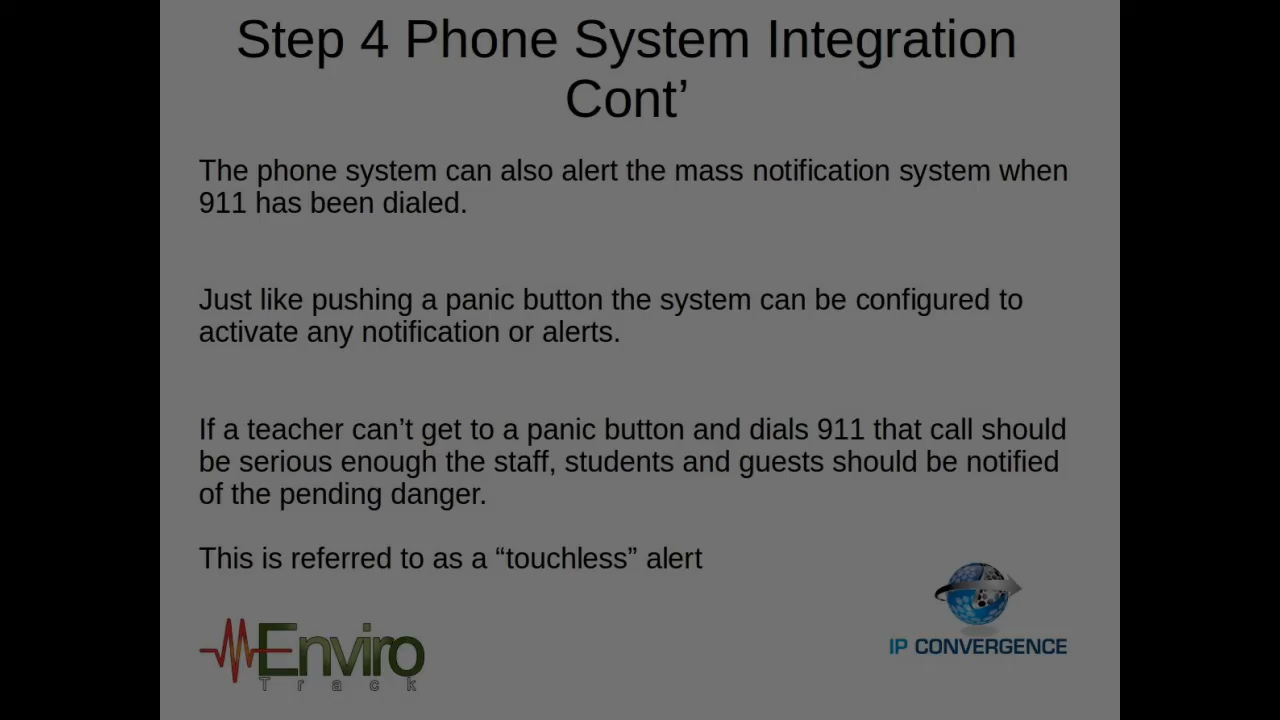 Step 4 Phone System Integration
Cont’
The phone system can also alert the mass notification system when
911 has been dialed.
Just like pushing a panic button the system can be configured to
activate any notification or alerts.
If a teacher can’t get to a panic button and dials 911 that call should
be serious enough the staff, students and guests should be notified
of the pending danger.
This is referred to as a “touchless” alert
Enviro
Track
IP CONVERGENCE